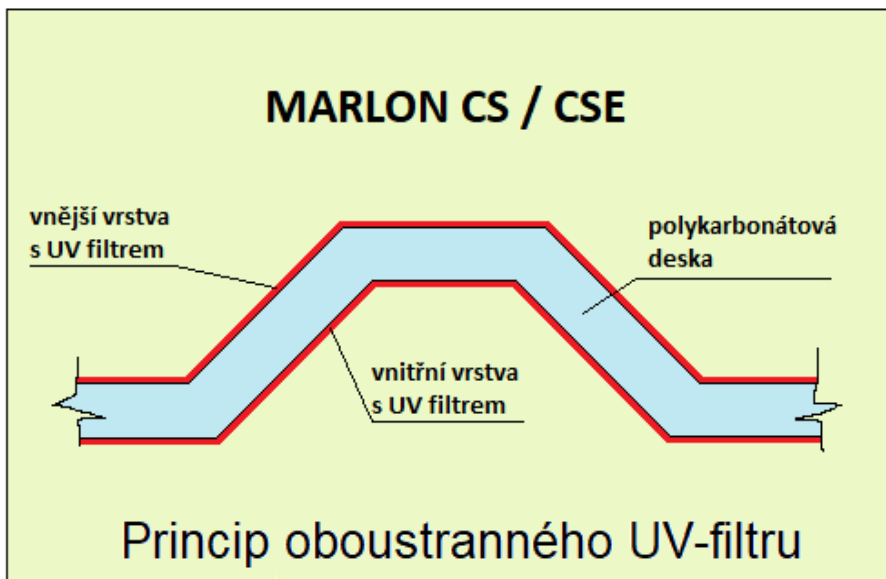 MARLON CS / CSE
vnější vrstva
s UV filtrem
polykarbonátová
deska
vnitřní vrstva
s UV filtrem
Princip oboustranného UV-filtru